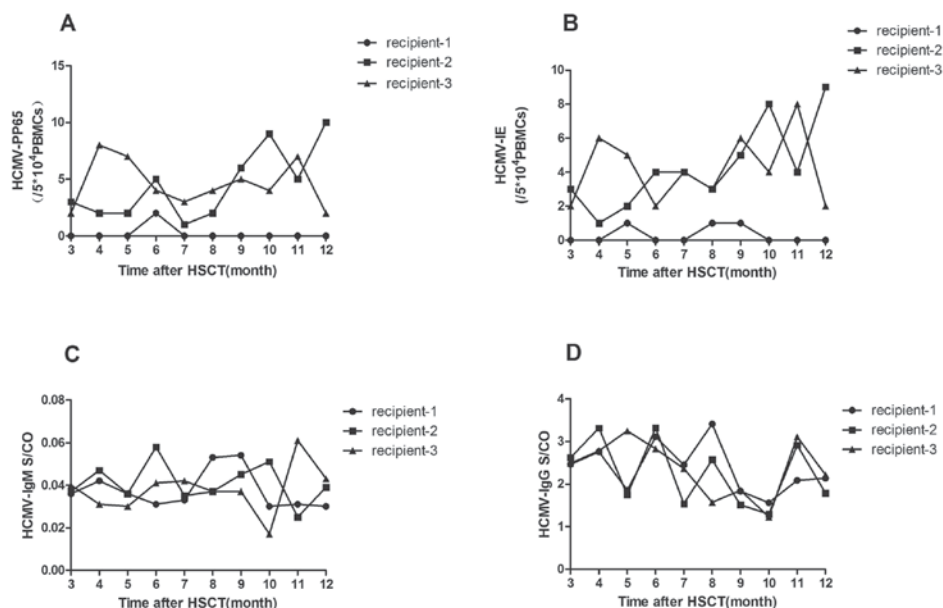 A
recipient-1
recipient-2
recipient-3
HCMV-PP65
(/5*10^4PBMCs)
15
10
5
0
3 4 5 6 7 8 9 10 11 12
Time after HSCT(month)
B
recipient-1
recipient-2
recipient-3
HCMV-IE
(/5*10^4PBMCs)
10
8
6
4
2
0
3 4 5 6 7 8 9 10 11 12
Time after HSCT(month)
C
recipient-1
recipient-2
recipient-3
HCMV-IgM S/CO
0.08
0.06
0.04
0.02
0.00
3 4 5 6 7 8 9 10 11 12
Time after HSCT(month)
D
recipient-1
recipient-2
recipient-3
HCMV-IgG S/CO
4
3
2
1
0
3 4 5 6 7 8 9 10 11 12
Time after HSCT(month)